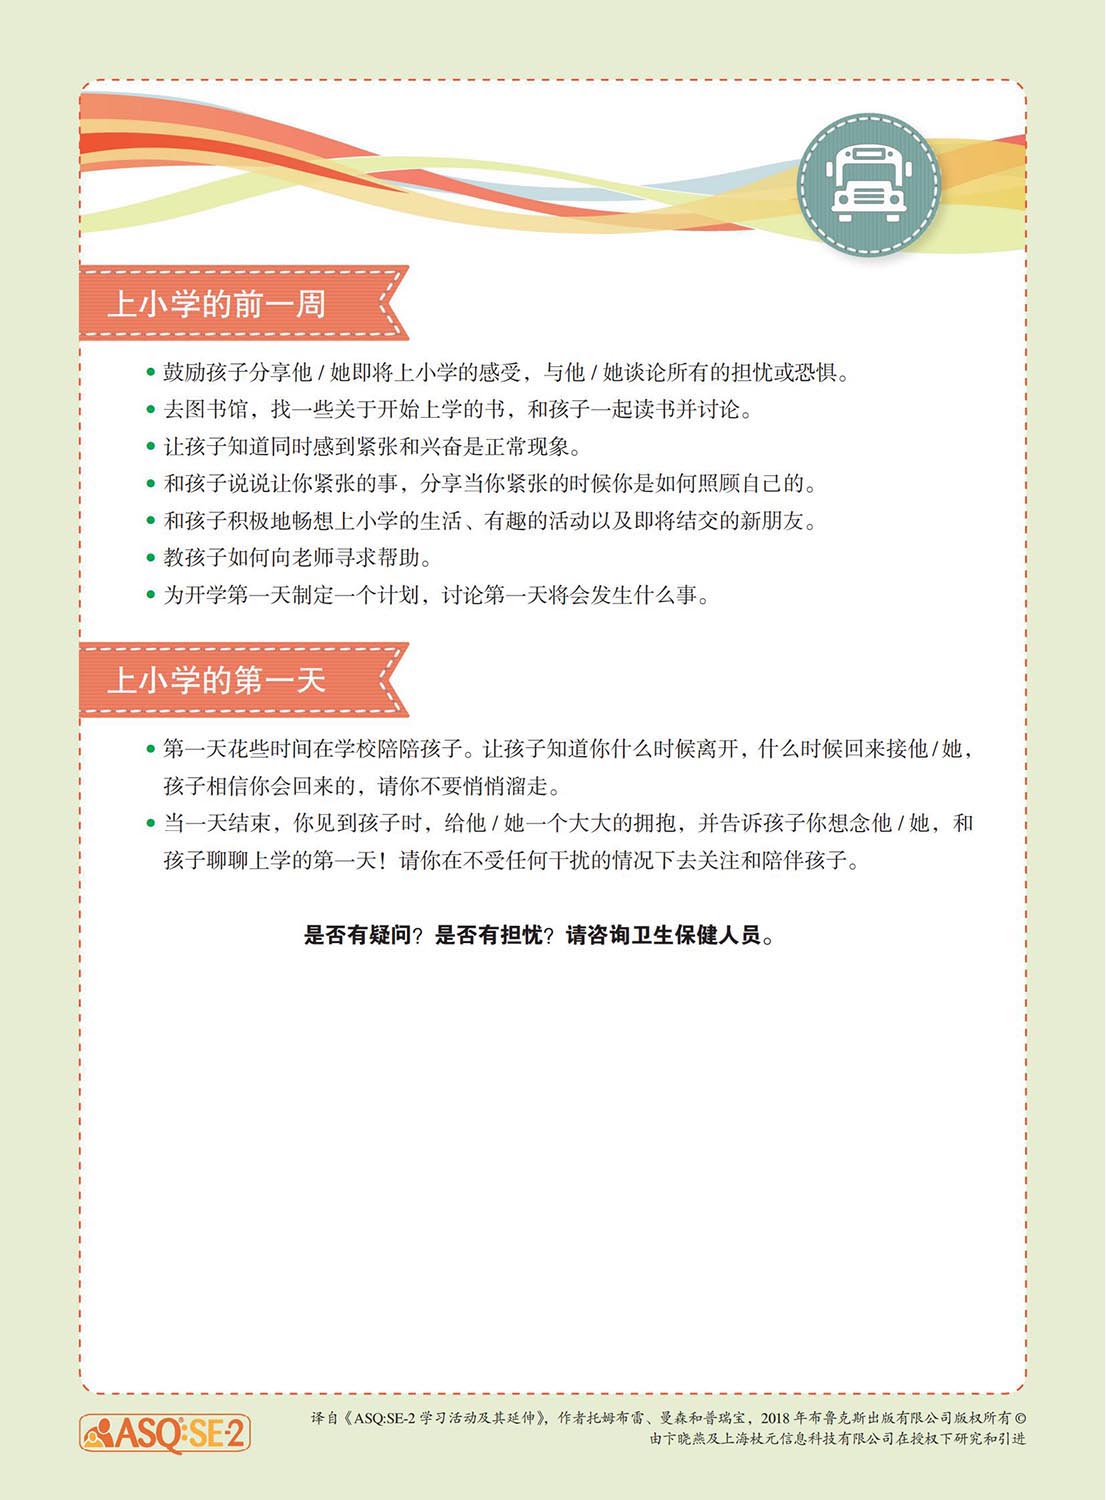 上小学的前一周
• 鼓励孩子分享他 / 她即将上小学的感受，与他 / 她谈论所有的担忧或恐惧。
• 去图书馆，找一些关于开始上学的书，和孩子一起读书并讨论。
• 让孩子知道同时感到紧张和兴奋是正常现象。
• 和孩子说说让你紧张的事，分享当你紧张的时候你是如何照顾自己的。
• 和孩子积极地畅想上小学的生活、有趣的活动以及即将结交的新朋友。
• 教孩子如何向老师寻求帮助。
• 为开学第一天制定一个计划，讨论第一天将会发生什么事。
上小学的第一天
• 第一天花些时间在学校陪陪孩子。让孩子知道你什么时候离开，什么时候回来接他 / 她，
孩子相信你会回来的，请你不要悄悄溜走。
• 当一天结束，你见到孩子时，给他 / 她一个大大的拥抱，并告诉孩子你想念他 / 她，和
孩子聊聊上学的第一天！请你在不受任何干扰的情况下去关注和陪伴孩子。
是否有疑问？是否有担忧？请咨询卫生保健人员。
ASQ:SE-2
译自《ASQ:SE-2 学习活动及其延伸》，作者托姆布雷、曼森和普瑞宝，2018 年布鲁克斯出版有限公司版权所有 ©
由卞晓燕及上海杖元信息科技有限公司在授权下研究和引进